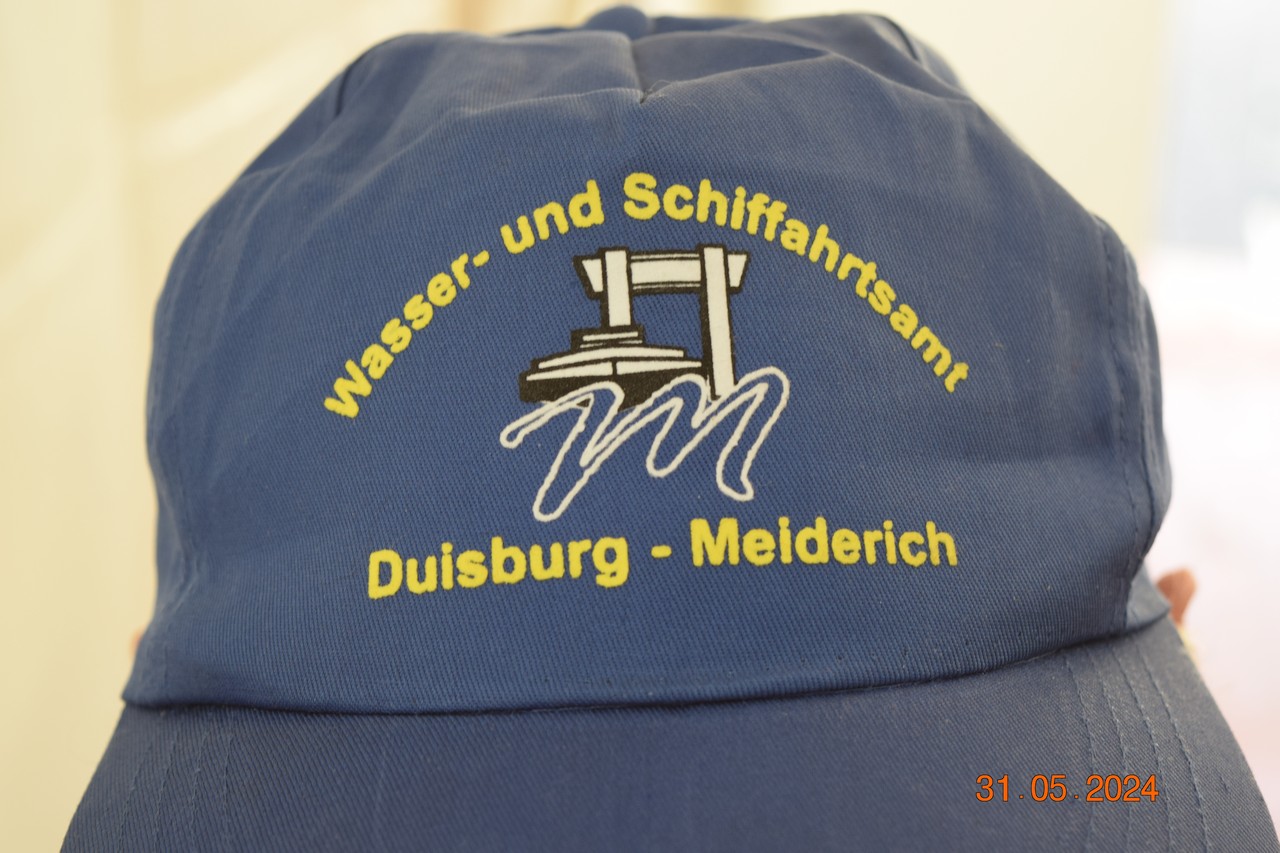 Wasser- und Schiffahrtsamt
Duisburg - Meiderich
31.05.2024